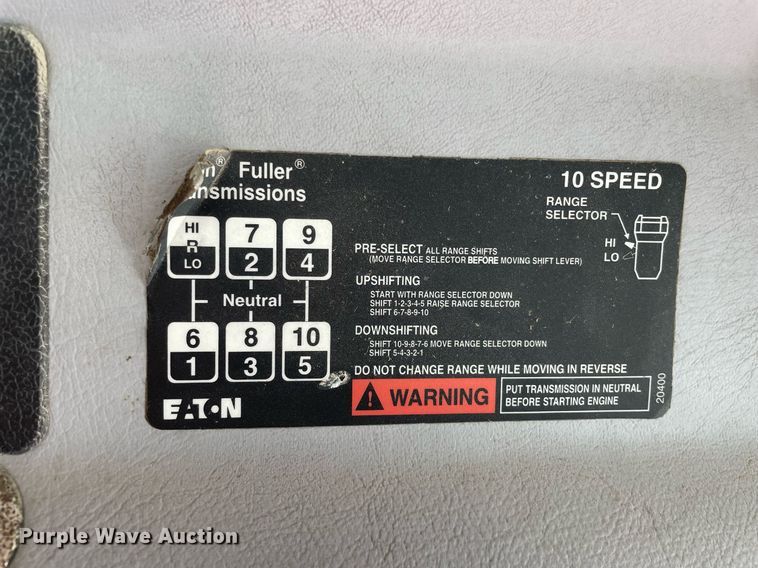 Fuller®
10 SPEED
RANGE
SELECTOR
HI
LO
HI
R
LO
7
2
9
4
Neutral
6
1
8
3
10
5
PRE-SELECT ALL RANGE SHIFTS
(MOVE RANGE SELECTOR BEFORE MOVING SHIFT LEVER)
UPSHIFTING
START WITH RANGE SELECTOR DOWN
SHIFT 1-2-3-4-5 RAISE RANGE SELECTOR
SHIFT 6-7-8-9-10
DOWNSHIFTING
SHIFT 10-9-8-7-6 MOVE RANGE SELECTOR DOWN
SHIFT 5-4-3-2-1
DO NOT CHANGE RANGE WHILE MOVING IN REVERSE
WARNING
PUT TRANSMISSION IN NEUTRAL
BEFORE STARTING ENGINE
20400
EATON
Purple Wave Auction